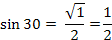 sin 30 = √1/2 = 1/2